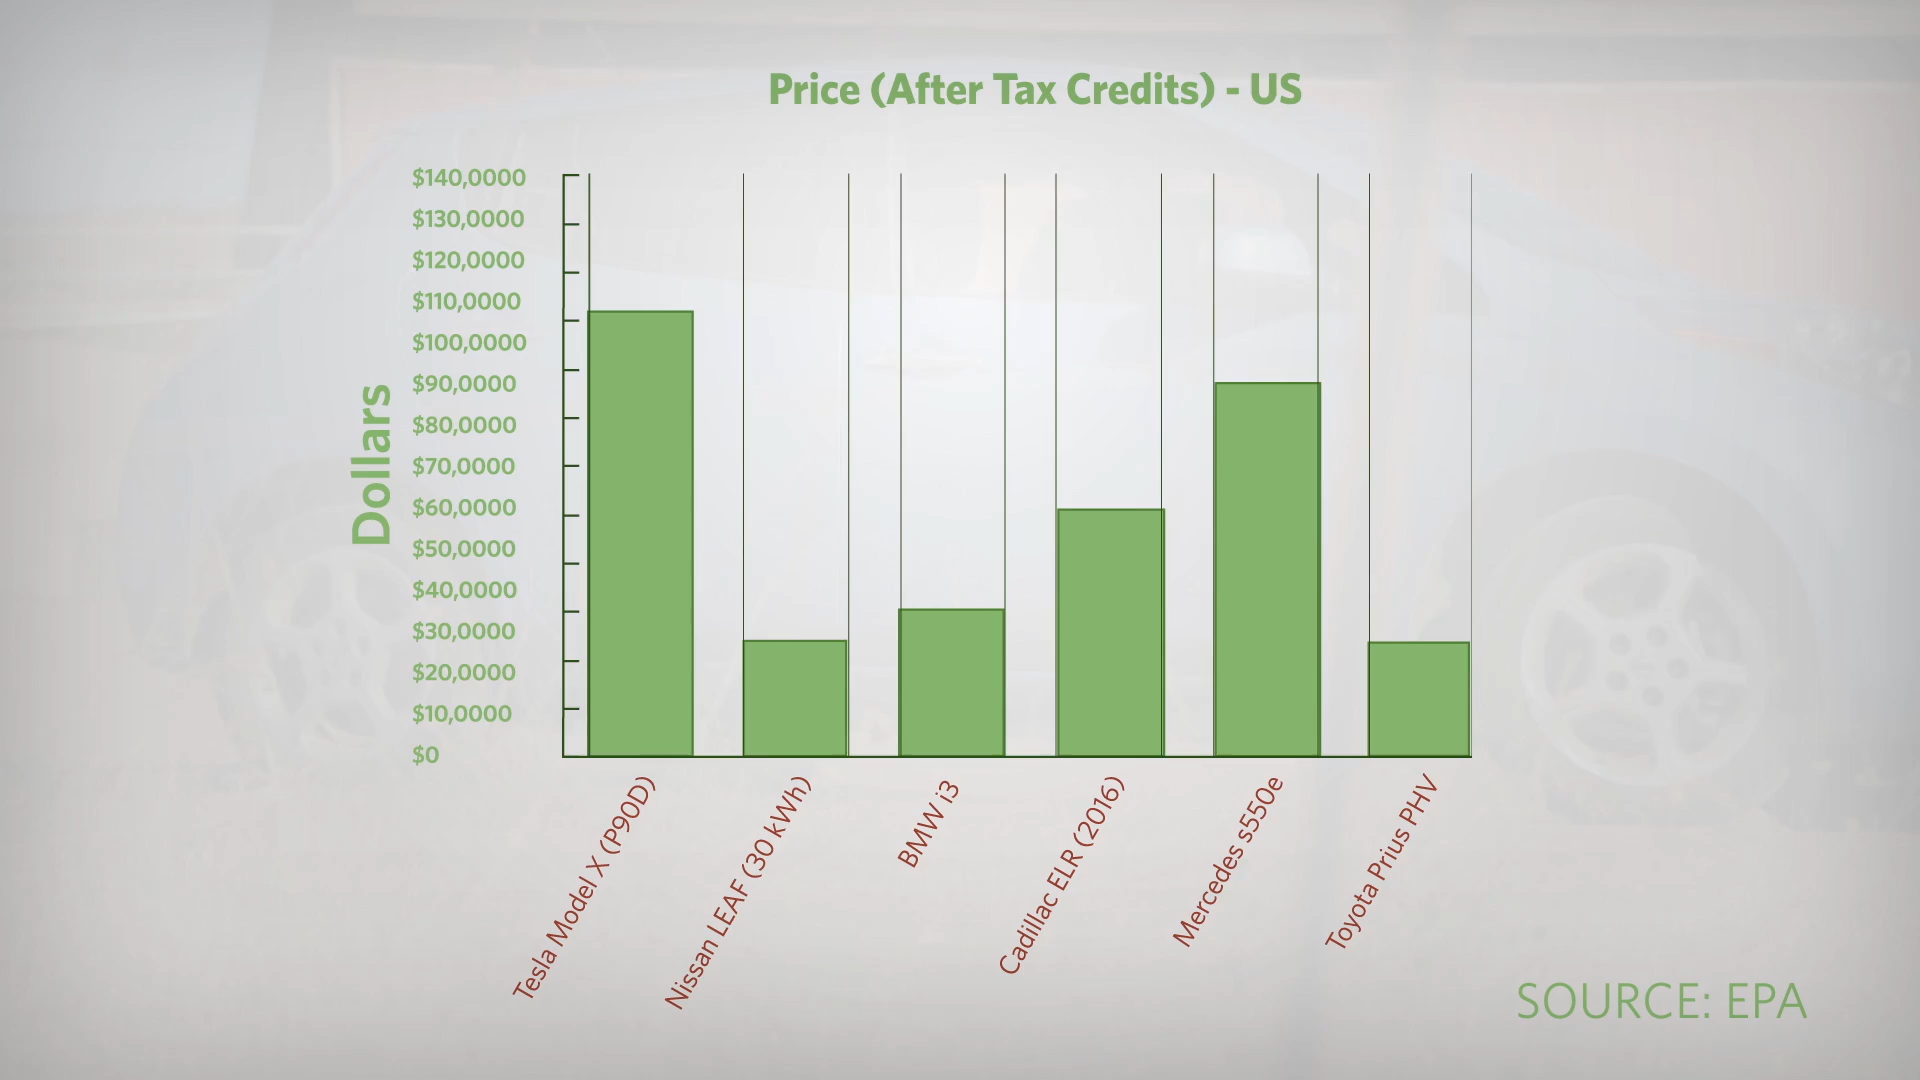 Price (After Tax Credits) - US
Dollars
$140,0000
$130,0000
$120,0000
$110,0000
$100,0000
$90,0000
$80,0000
$70,0000
$60,0000
$50,0000
$40,0000
$30,0000
$20,0000
$10,0000
$0
Tesla Model X (P90D)
Nissan LEAF (30 kWh)
BMW i3
Cadillac ELR (2016)
Mercedes s550e
Toyota Prius PHV
SOURCE: EPA